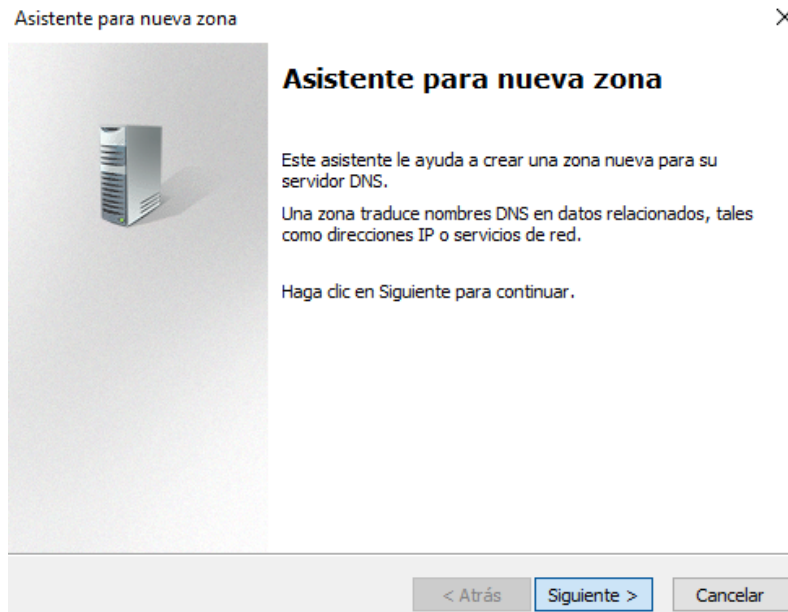 Asistente para nueva zona
Asistente para nueva zona
Este asistente le ayuda a crear una zona nueva para su
servidor DNS.
Una zona traduce nombres DNS en datos relacionados, tales
como direcciones IP o servicios de red.
Haga clic en Siguiente para continuar.
< Atrás
Siguiente >
Cancelar